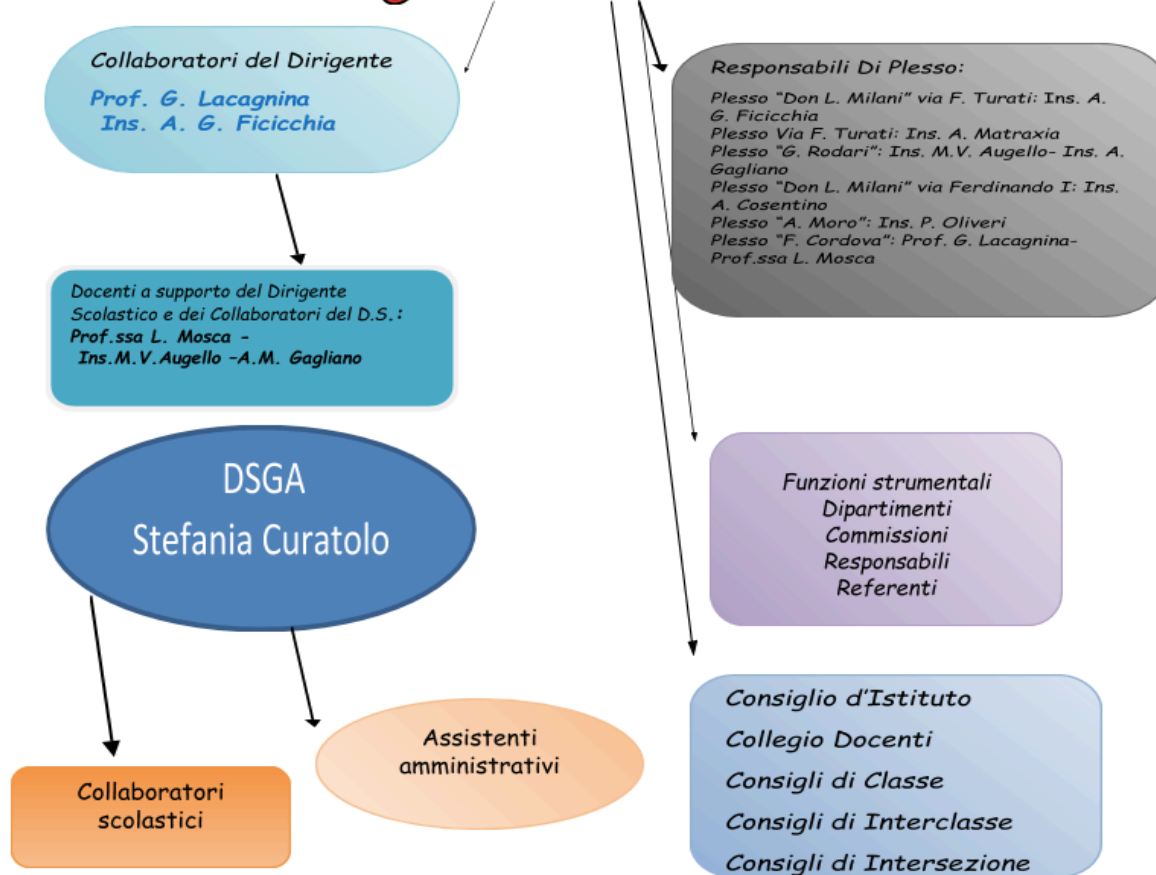 Collaboratori del Dirigente
Prof. G. Lacagnina
Ins. A. G. Ficicchia
Responsabili Di Plesso:
Plesso “Don L. Milani” via F. Turati: Ins. A.
G. Ficicchia
Plesso Via F. Turati: Ins. A. Matraxia
Plesso “G. Rodari”: Ins. M.V. Augello- Ins. A.
Gagliano
Plesso “Don L. Milani” via Ferdinando I: Ins.
A. Cosentino
Plesso “A. Moro”: Ins. P. Oliveri
Plesso “F. Cordova”: Prof. G. Lacagnina-
Prof.ssa L. Mosca
Docenti a supporto del Dirigente
Scolastico e dei Collaboratori del D.S.:
Prof.ssa L. Mosca –
Ins.M.V.Augello –A.M. Gagliano
DSGA
Stefania Curatolo
Funzioni strumentali
Dipartimenti
Commissioni
Responsabili
Referenti
Collaboratori
scolastici
Assistenti
amministrativi
Consiglio d’Istituto
Collegio Docenti
Consigli di Classe
Consigli di Interclasse
Consigli di Intersezione